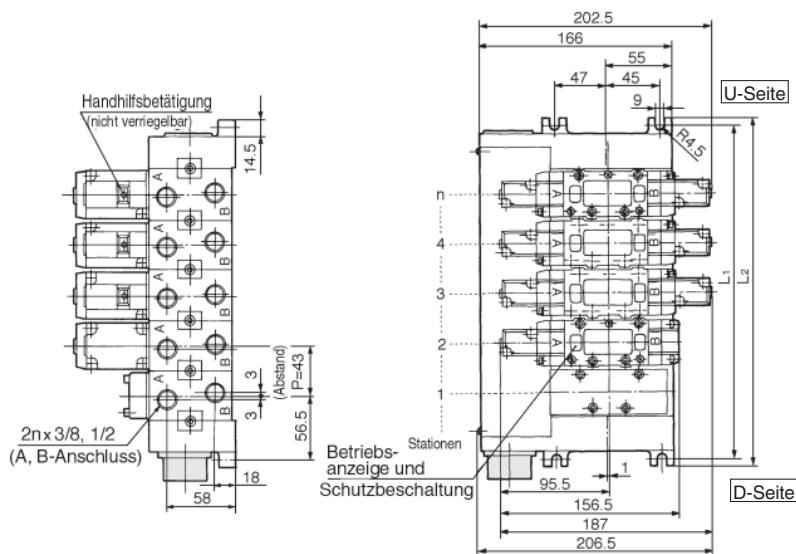 202.5
166
55
47
45
9
U-Seite
R4.5
Handhilfsbetätigung
(nicht verriegelbar)
14.5
A
B
A
B
A
B
A
B
A
B
n
A
B
4
A
B
3
A
B
2
A
B
1
Stationen
L1
L2
3
3
(Abstand)
P=43
56.5
2n x 3/8, 1/2
(A, B-Anschluss)
18
58
Betriebs-
anzeige und
Schutzbeschaltung
1
95.5
D-Seite
156.5
187
206.5